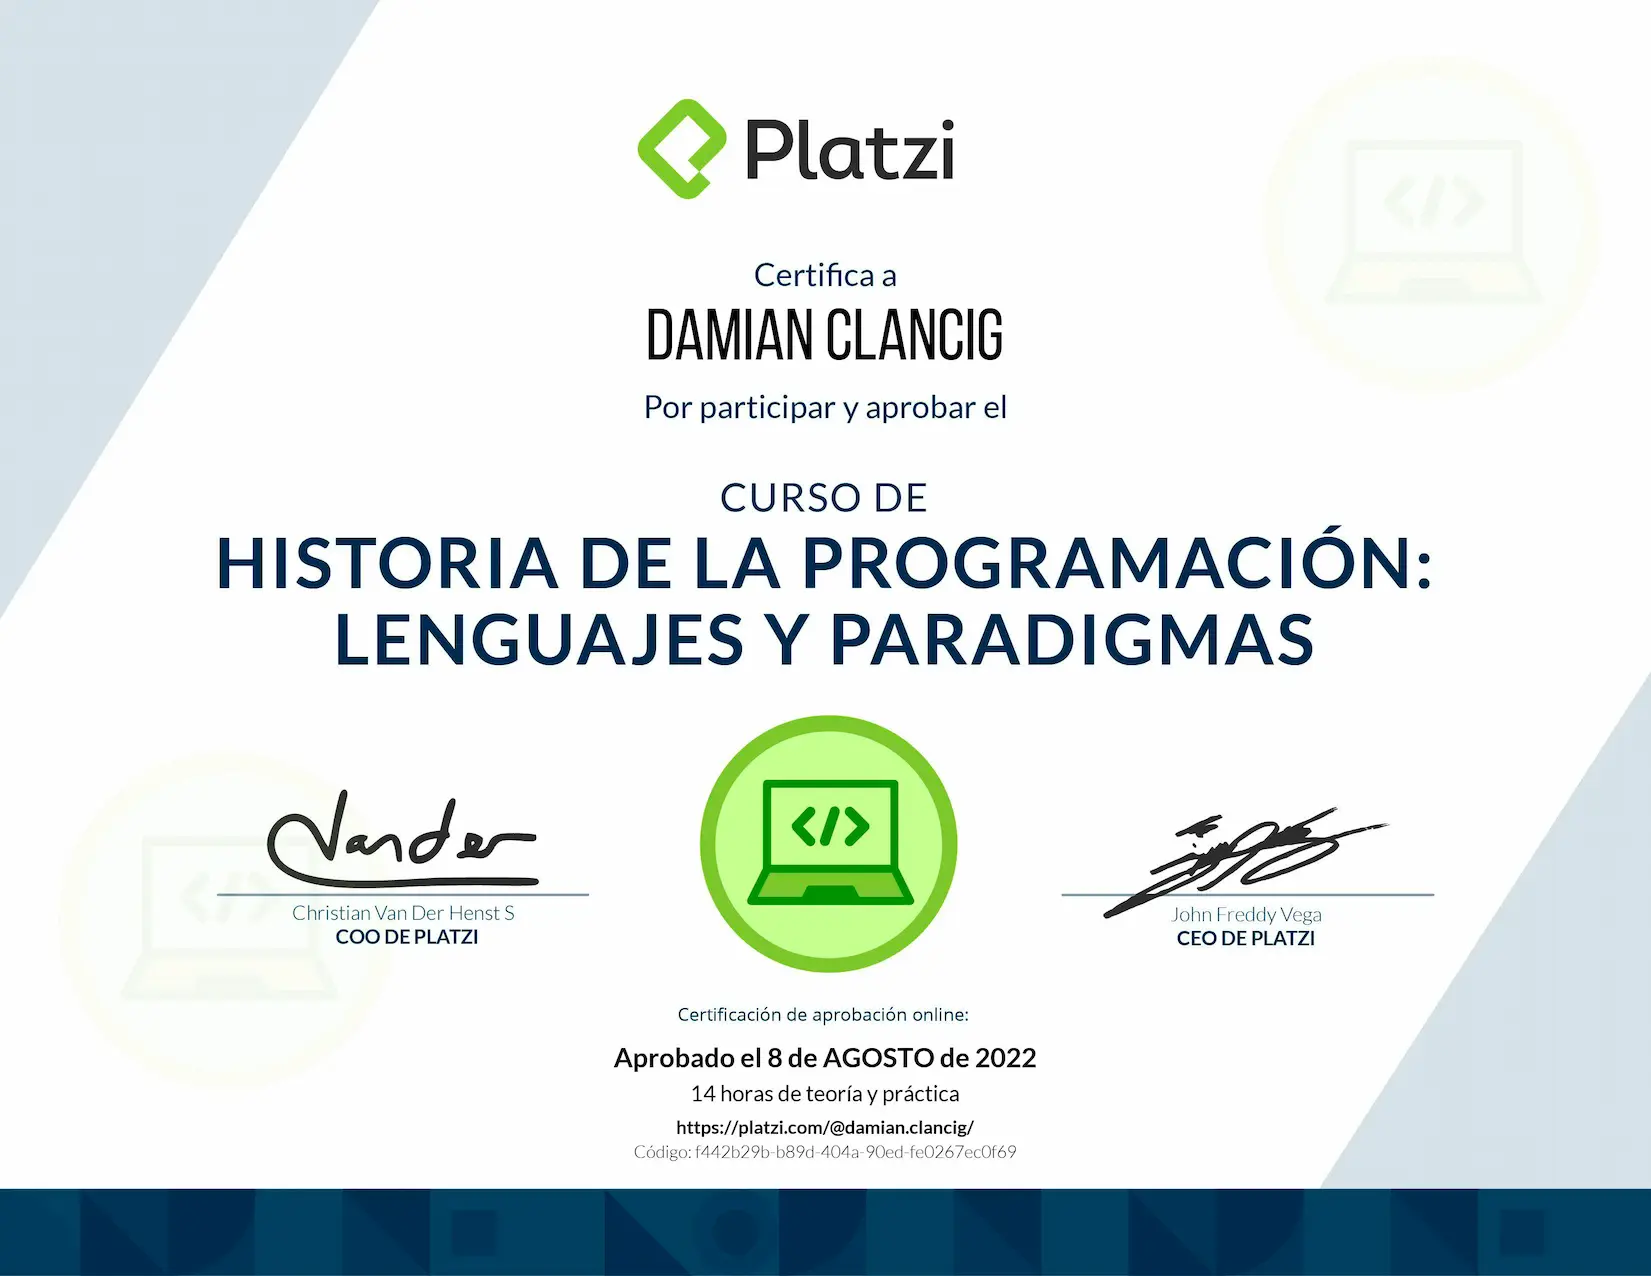 Platzi
Certifica a
DAMIAN CLANCIG
Por participar y aprobar el
CURSO DE
HISTORIA DE LA PROGRAMACIÓN:
LENGUAJES Y PARADIGMAS
</>
Vander
Christian Van Der Henst S
COO DE PLATZI
John Freddy Vega
CEO DE PLATZI
Certificación de aprobación online:
Aprobado el 8 de AGOSTO de 2022
14 horas de teoría y práctica
https://platzi.com/@damian.clancig/
Código: f442b29b-b89d-404a-90ed-fe0267ec0f69